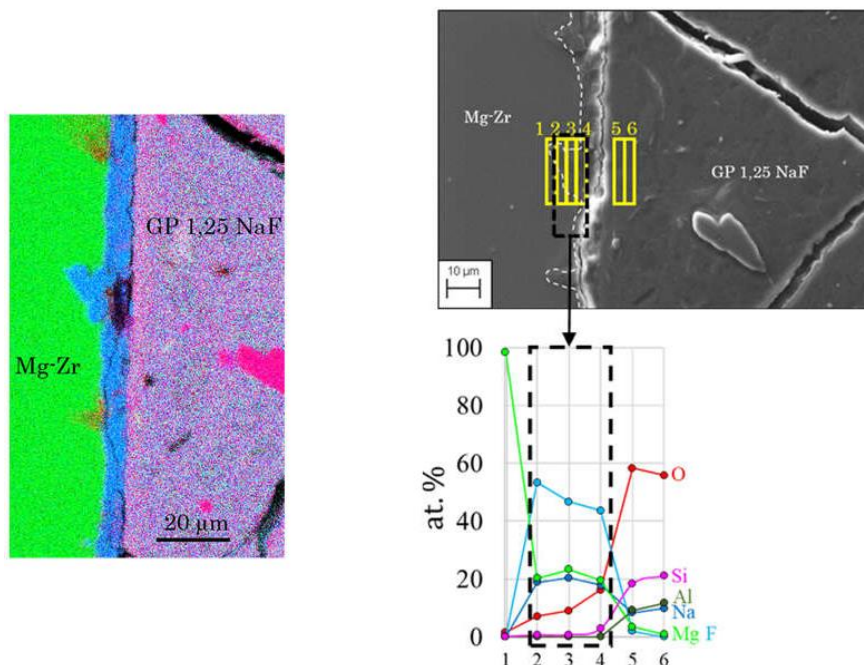 GP 1,25 NaF
Mg-Zr
20 µm
Mg-Zr
1 2 3 4 5 6
GP 1,25 NaF
10 µm
100
80
60
40
20
0
at. %
O
Si
Al
Na
Mg F
1 2 3 4 5 6